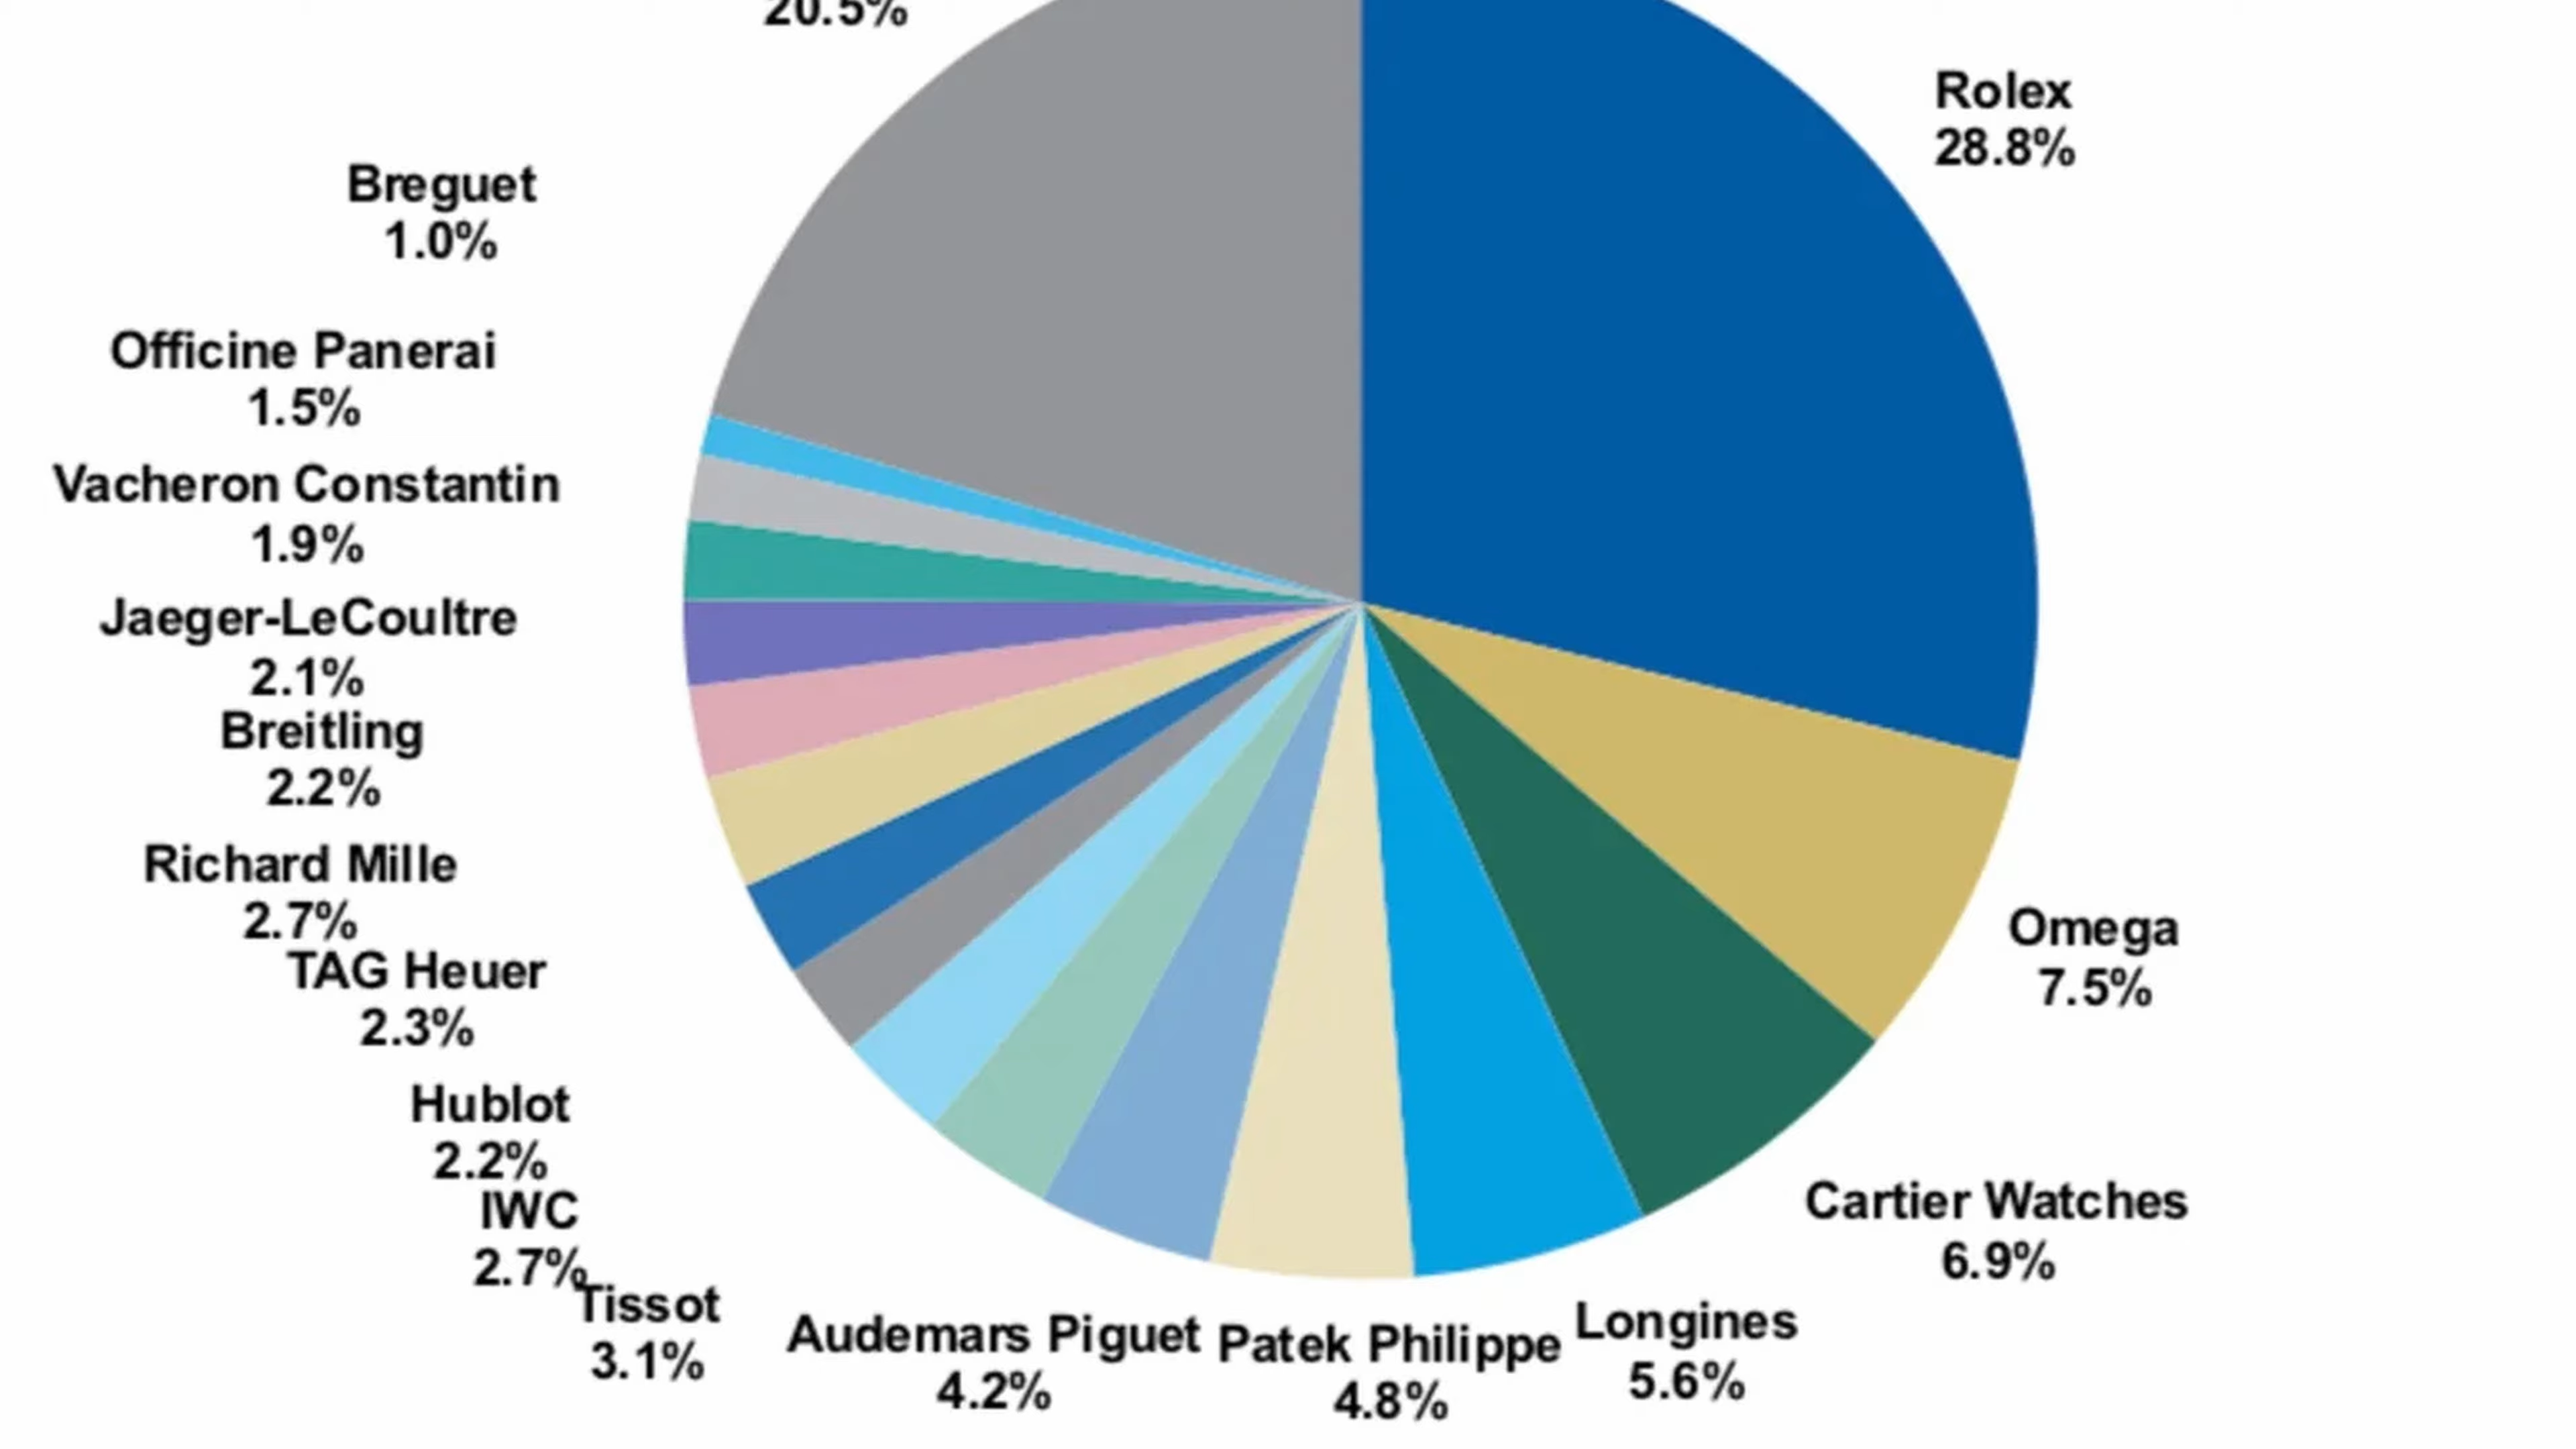 20.5%
Rolex
28.8%
Breguet
1.0%
Officine Panerai
1.5%
Vacheron Constantin
1.9%
Jaeger-LeCoultre
2.1%
Breitling
2.2%
Richard Mille
2.7%
TAG Heuer
2.3%
Hublot
2.2%
IWC
2.7%
Tissot
3.1%
Audemars Piguet
4.2%
Patek Philippe
4.8%
Longines
5.6%
Cartier Watches
6.9%
Omega
7.5%